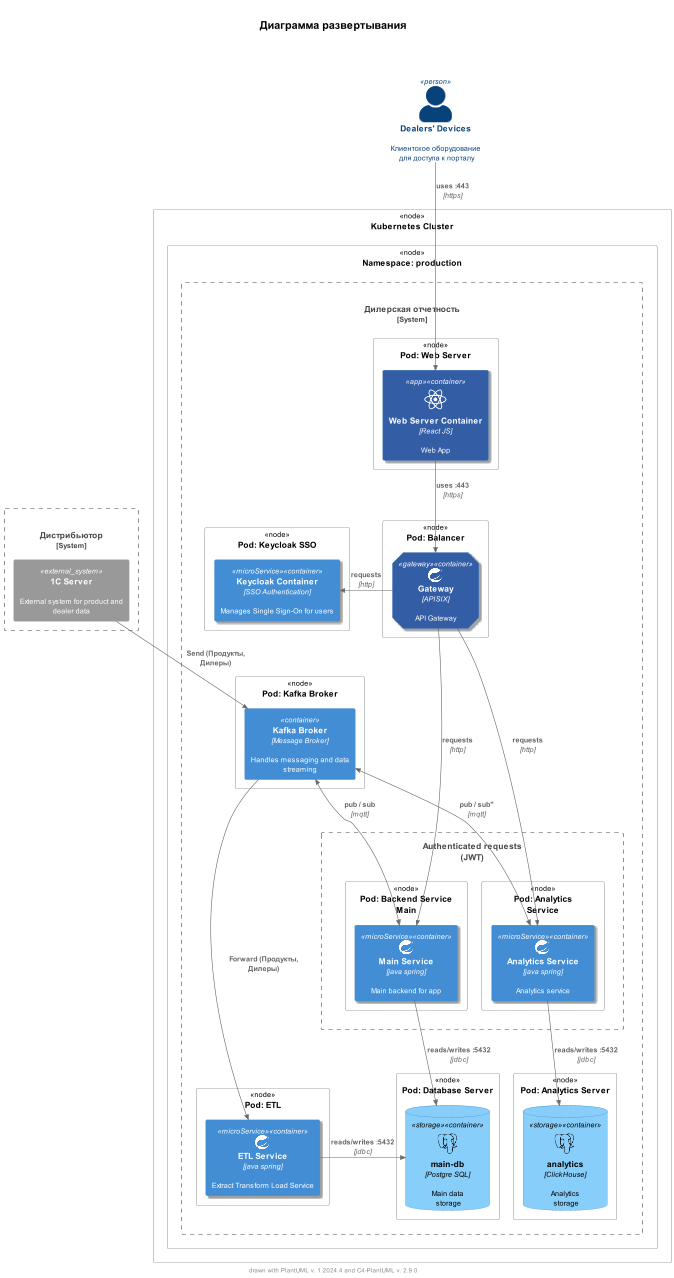 Диаграмма развертывания
«person»
Dealers' Devices
Клиентское оборудование
для доступа к порталу
uses :443
[https]
«node»
Kubernetes Cluster
«node»
Namespace: production
Дилерская отчетность
[System]
«node»
Pod: Web Server
«app»«container»
Web Server Container
[React JS]
Web App
uses :443
[https]
«node»
Pod: Balancer
«gateway»«container»
Gateway
[APISIX]
API Gateway
«node»
Pod: Keycloak SSO
«microService»«container»
Keycloak Container
[SSO Authentication]
Manages Single Sign-On for users
requests
[http]
Дистрибьютор
[System]
«external_system»
1C Server
External system for product and
dealer data
Send (Продукты,
Дилеры)
«node»
Pod: Kafka Broker
«container»
Kafka Broker
[Message Broker]
Handles messaging and data
streaming
requests
[http]
requests
[http]
pub / sub
[mqtt]
pub / sub"
[mqtt]
Authenticated requests
(JWT)
«node»
Pod: Backend Service
Main
«microService»«container»
Main Service
[java spring]
Main backend for app
«node»
Pod: Analytics
Service
«microService»«container»
Analytics Service
[java spring]
Analytics service
Forward (Продукты,
Дилеры)
reads/writes :5432
[jdbc]
reads/writes :5432
[jdbc]
«node»
Pod: ETL
«microService»«container»
ETL Service
[java spring]
Extract Transform Load Service
reads/writes :5432
[jdbc]
«node»
Pod: Database Server
«storage»«container»
main-db
[Postgre SQL]
Main data
storage
«node»
Pod: Analytics Server
«storage»«container»
analytics
[ClickHouse]
Analytics
storage
drawn with PlantUML v. 1.2024.4 and C4-PlantUML v. 2.9.0